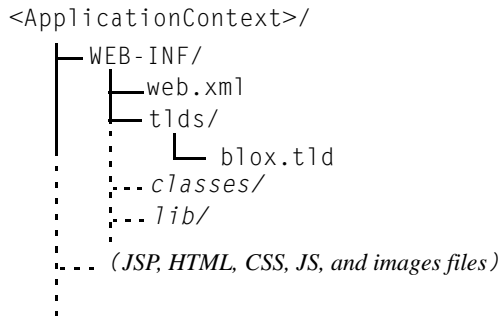 <ApplicationContext>/
WEB-INF/
web.xml
tlds/
blox.tld
classes/
lib/
(JSP, HTML, CSS, JS, and images files)